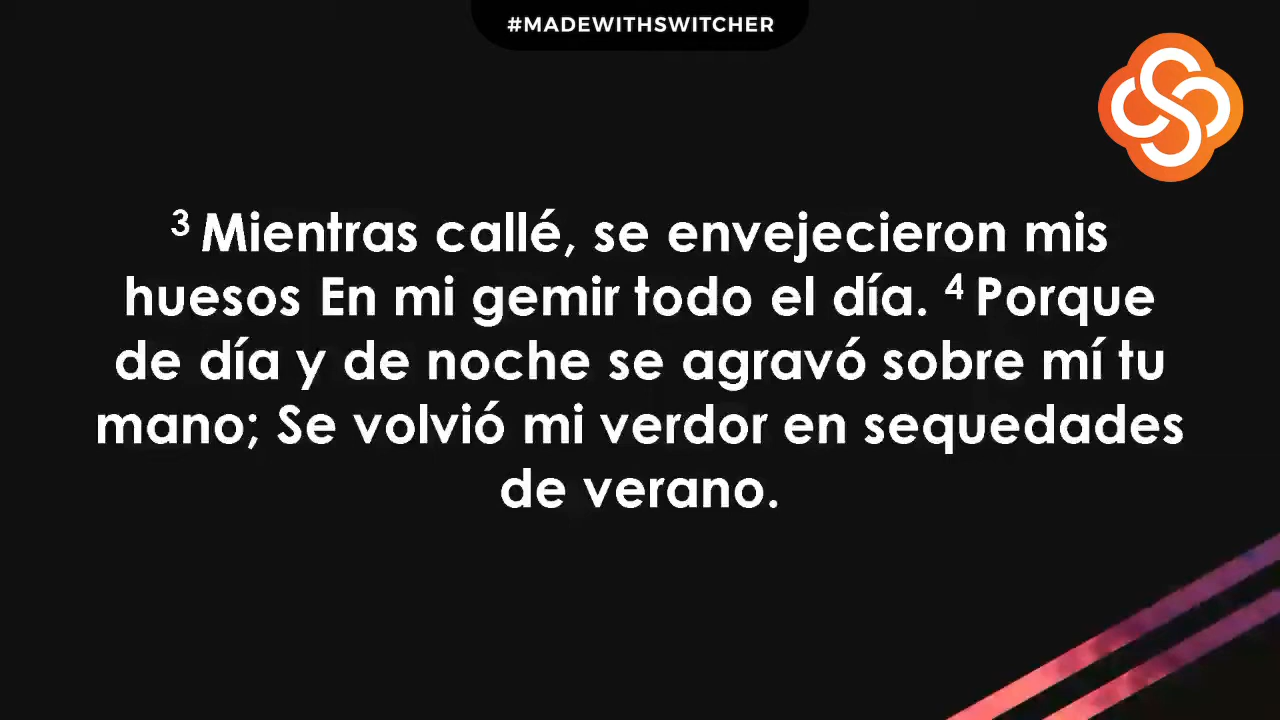 #MADEWITHSWITCHER
3 Mientras callé, se envejecieron mis
huesos En mi gemir todo el día. 4 Porque
de día y de noche se agravó sobre mí tu
mano; Se volvió mi verdor en sequedades
de verano.